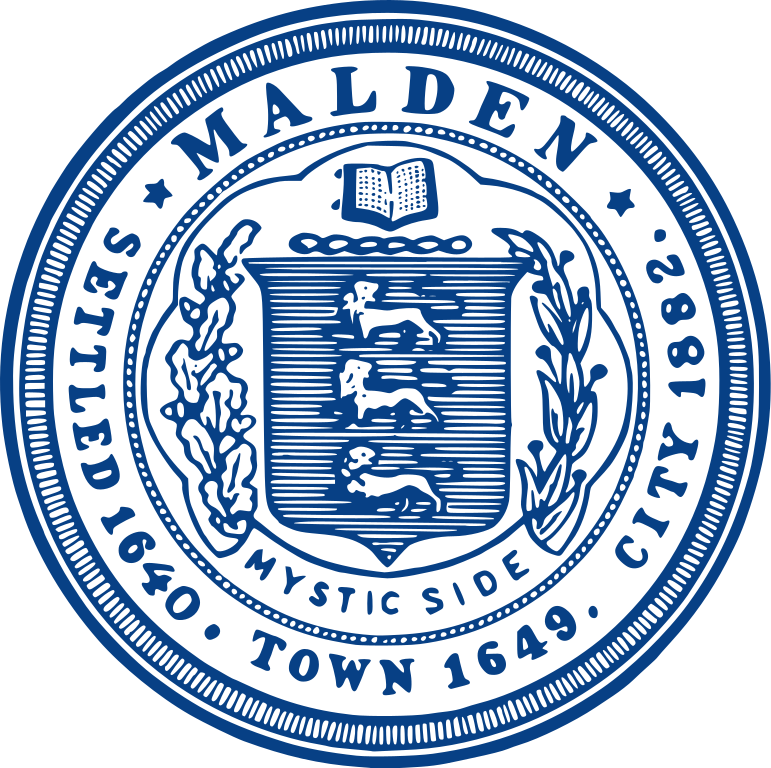 MALDEN
SETTLED 1640. TOWN 1649. CITY 1882.
MYSTIC SIDE